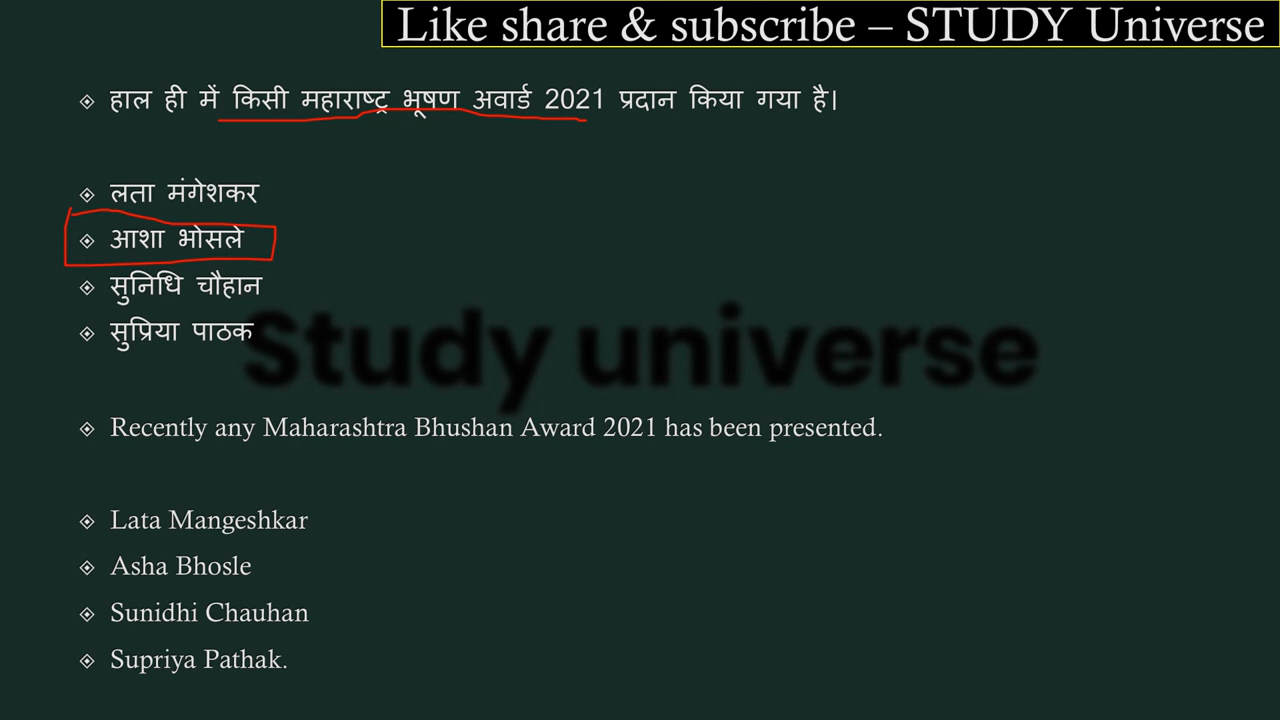 Like share & subscribe – STUDY Universe
हाल ही में किसी महाराष्ट्र भूषण अवार्ड 2021 प्रदान किया गया है।
लता मंगेशकर
आशा भोसले
सुनिधि चौहान
सुप्रिया पाठक
Study universe
Recently any Maharashtra Bhushan Award 2021 has been presented.
Lata Mangeshkar
Asha Bhosle
Sunidhi Chauhan
Supriya Pathak.